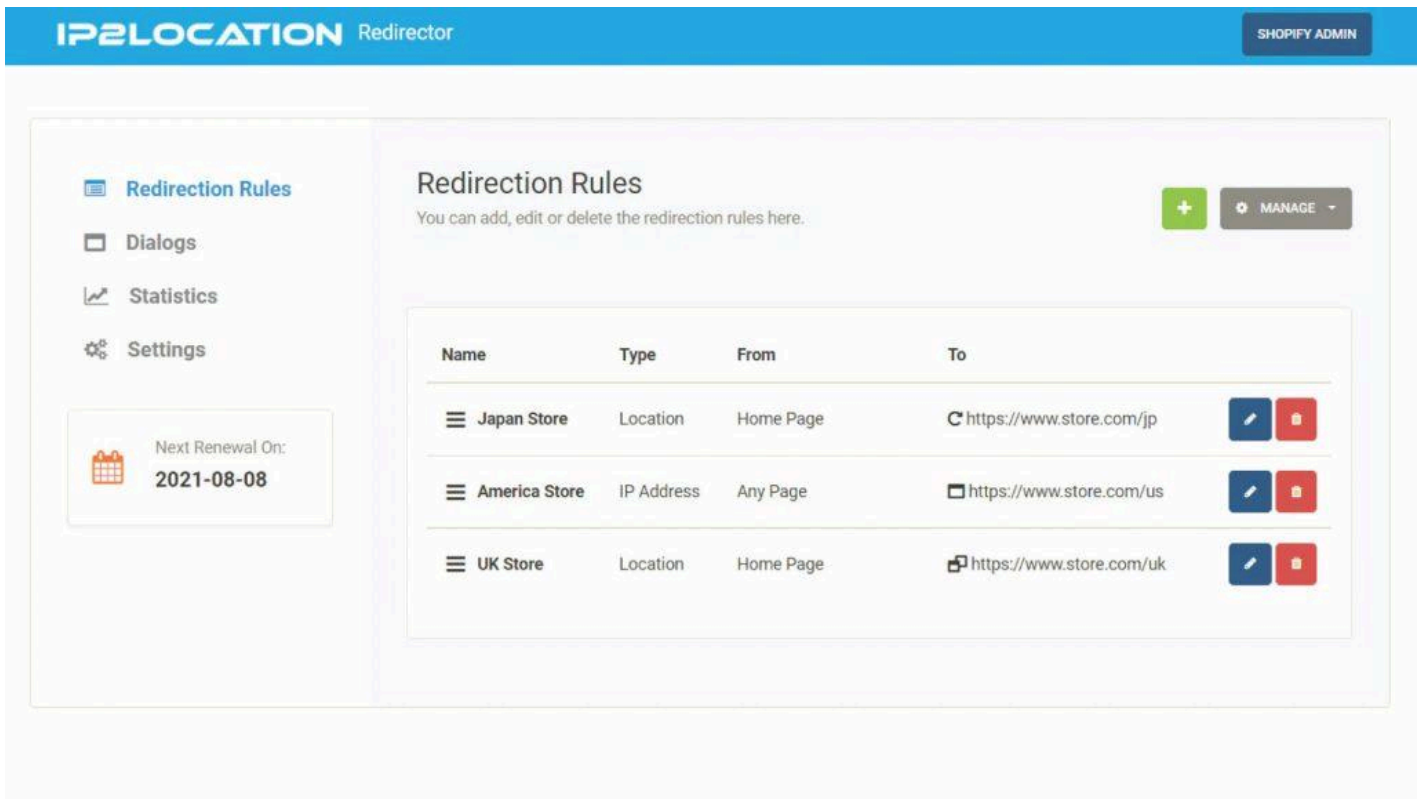 IP2LOCATION Redirector
SHOPIFY ADMIN
Redirection Rules
Dialogs
Statistics
Settings
Next Renewal On:
2021-08-08
Redirection Rules
You can add, edit or delete the redirection rules here.
MANAGE
Name Type From To
Japan Store Location Home Page https://www.store.com/jp
America Store IP Address Any Page https://www.store.com/us
UK Store Location Home Page https://www.store.com/uk